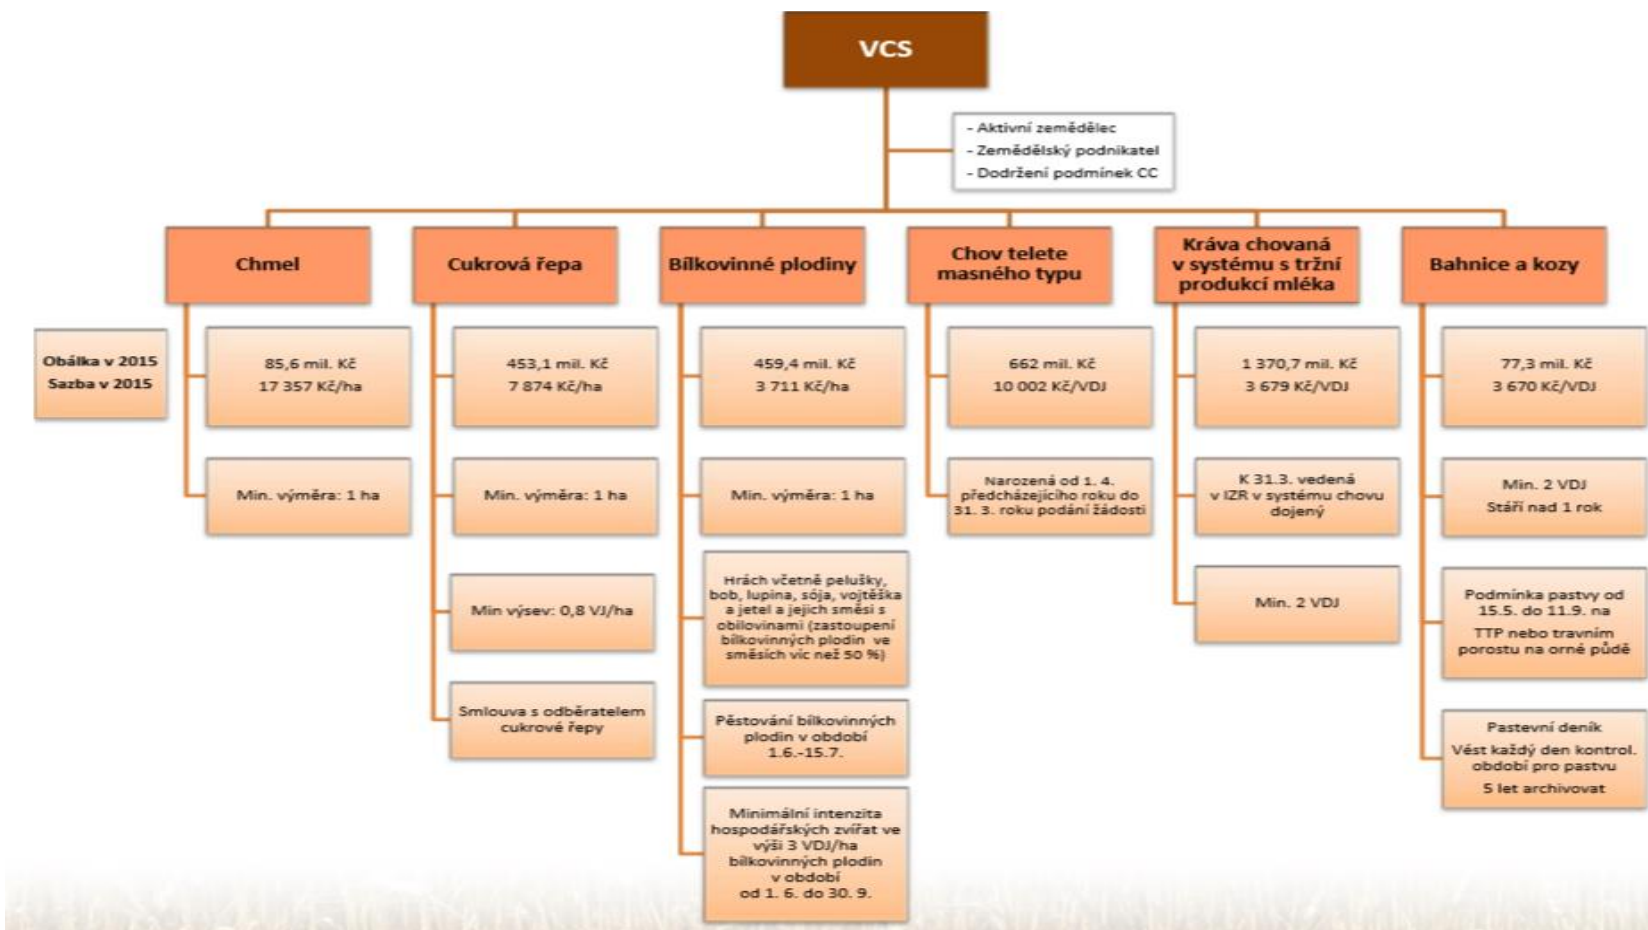 VCS
- Aktivní zemědělec
- Zemědělský podnikatel
- Dodržení podmínek CC
Chmel
Cukrová řepa
Bílkovinné plodiny
Chov telete
masného typu
Kráva chovaná
v systému s tržní
produkcí mléka
Bahnice a kozy
Obálka v 2015
Sazba v 2015
85,6 mil. Kč
17 357 Kč/ha
453,1 mil. Kč
7 874 Kč/ha
459,4 mil. Kč
3 711 Kč/ha
662 mil. Kč
10 002 Kč/VDJ
1 370,7 mil. Kč
3 679 Kč/VDJ
77,3 mil. Kč
3 670 Kč/VDJ
Min. výměra: 1 ha
Min. výměra: 1 ha
Min. výměra: 1 ha
Narozená od 1. 4.
předcházejícího roku do
31. 3. roku podání žádosti
K 31.3. vedená
v IZR v systému chovu
dojený
Min. 2 VDJ
Stáří nad 1 rok
Min výsev: 0,8 VJ/ha
Hrách včetně pelušky,
bob, lupina, sója, vojtěška
a jetel a jejich směsi s
obilovinami (zastoupení
bílkovinných plodin ve
směsích víc než 50 %)
Min. 2 VDJ
Podmínka pastvy od
15.5. do 11.9. na
TTP nebo travním
porostu na orné půdě
Smlouva s odběratelem
cukrové řepy
Pěstování bílkovinných
plodin v období
1.6.-15.7.
Pastevní deník
Vést každý den kontrol.
období pro pastvu
5 let archivovat
Minimální intenzita
hospodářských zvířat ve
výši 3 VDJ/ha
bílkovinných plodin
v období
od 1. 6. do 30. 9.